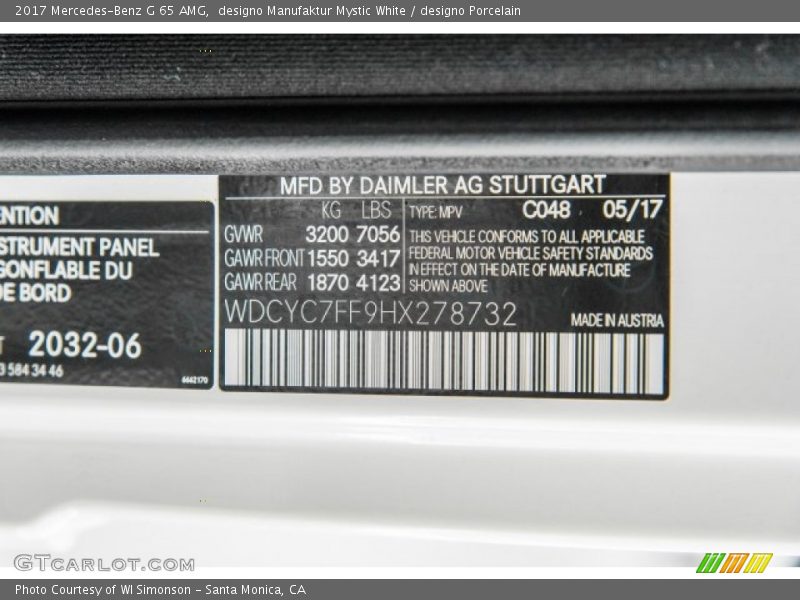 2017 Mercedes-Benz G 65 AMG, designo Manufaktur Mystic White / designo Porcelain
ENTION
STRUMENT PANEL
GONFLABLE DU
DE BORD
2032-06
3 584 34 46
6662170
MFD BY DAIMLER AG STUTTGART
KG LBS
GVWR 3200 7056
GAWR FRONT 1550 3417
GAWR REAR 1870 4123
TYPE: MPV C048 05/17
THIS VEHICLE CONFORMS TO ALL APPLICABLE
FEDERAL MOTOR VEHICLE SAFETY STANDARDS
IN EFFECT ON THE DATE OF MANUFACTURE
SHOWN ABOVE
WDCYC7FF9HX278732
MADE IN AUSTRIA
GTCARLOT.COM
Photo Courtesy of WI Simonson - Santa Monica, CA